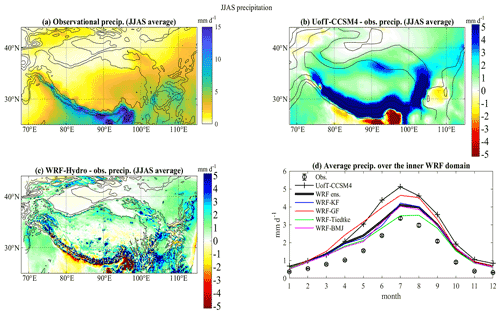 JJAS precipitation
(a) Observational precip. (JJAS average)
mm d⁻¹
15
10
5
0
40°N
30°N
70°E 80°E 90°E 100°E 110°E
(b) UofT-CCSM4 - obs. precip. (JJAS average)
mm d⁻¹
5
4
3
2
1
0
-1
-2
-3
-4
-5
40°N
30°N
70°E 80°E 90°E 100°E 110°E
(c) WRF-Hydro - obs. precip. (JJAS average)
mm d⁻¹
5
4
3
2
1
0
-1
-2
-3
-4
-5
40°N
30°N
70°E 80°E 90°E 100°E 110°E
(d) Average precip. over the inner WRF domain
Obs.
UofT-CCSM4
WRF ens.
WRF-KF
WRF-GF
WRF-Tiedtke
WRF-BMJ
mm d⁻¹
6
5
4
3
2
1
0
1 2 3 4 5 6 7 8 9 10 11 12
month